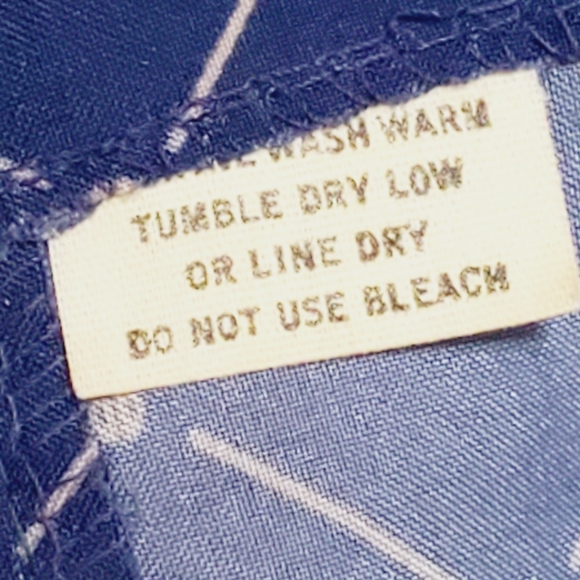 WASH WARM
TUMBLE DRY LOW
OR LINE DRY
DO NOT USE BLEACH